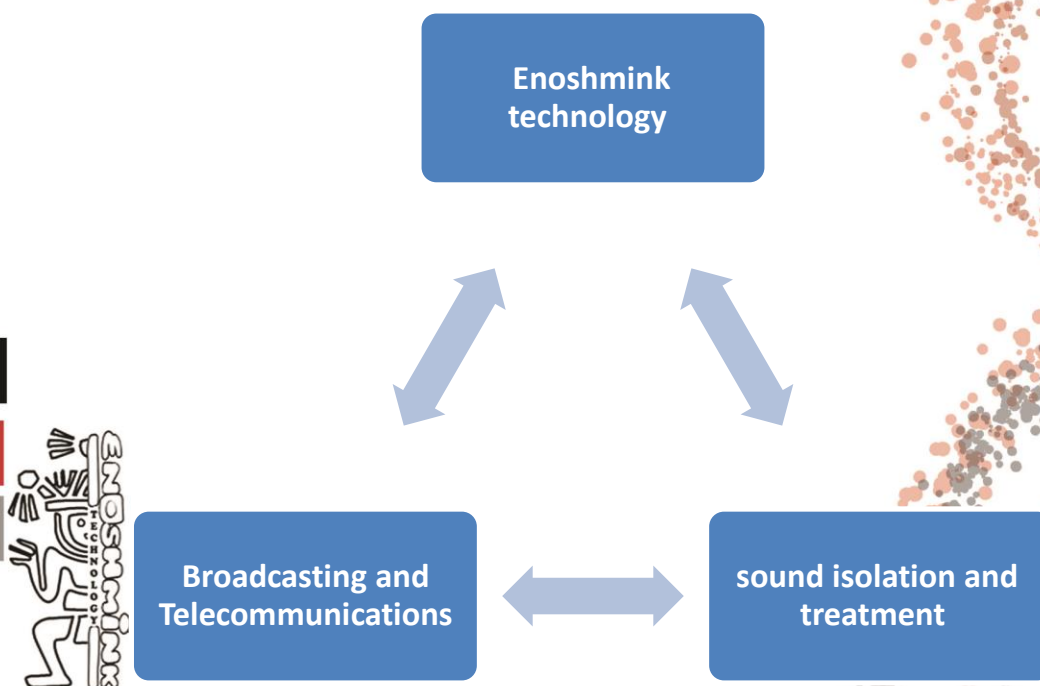 Enoshmink
technology
Broadcasting and
Telecommunications
sound isolation and
treatment
ENOSHMINK
TECHNOLOGY